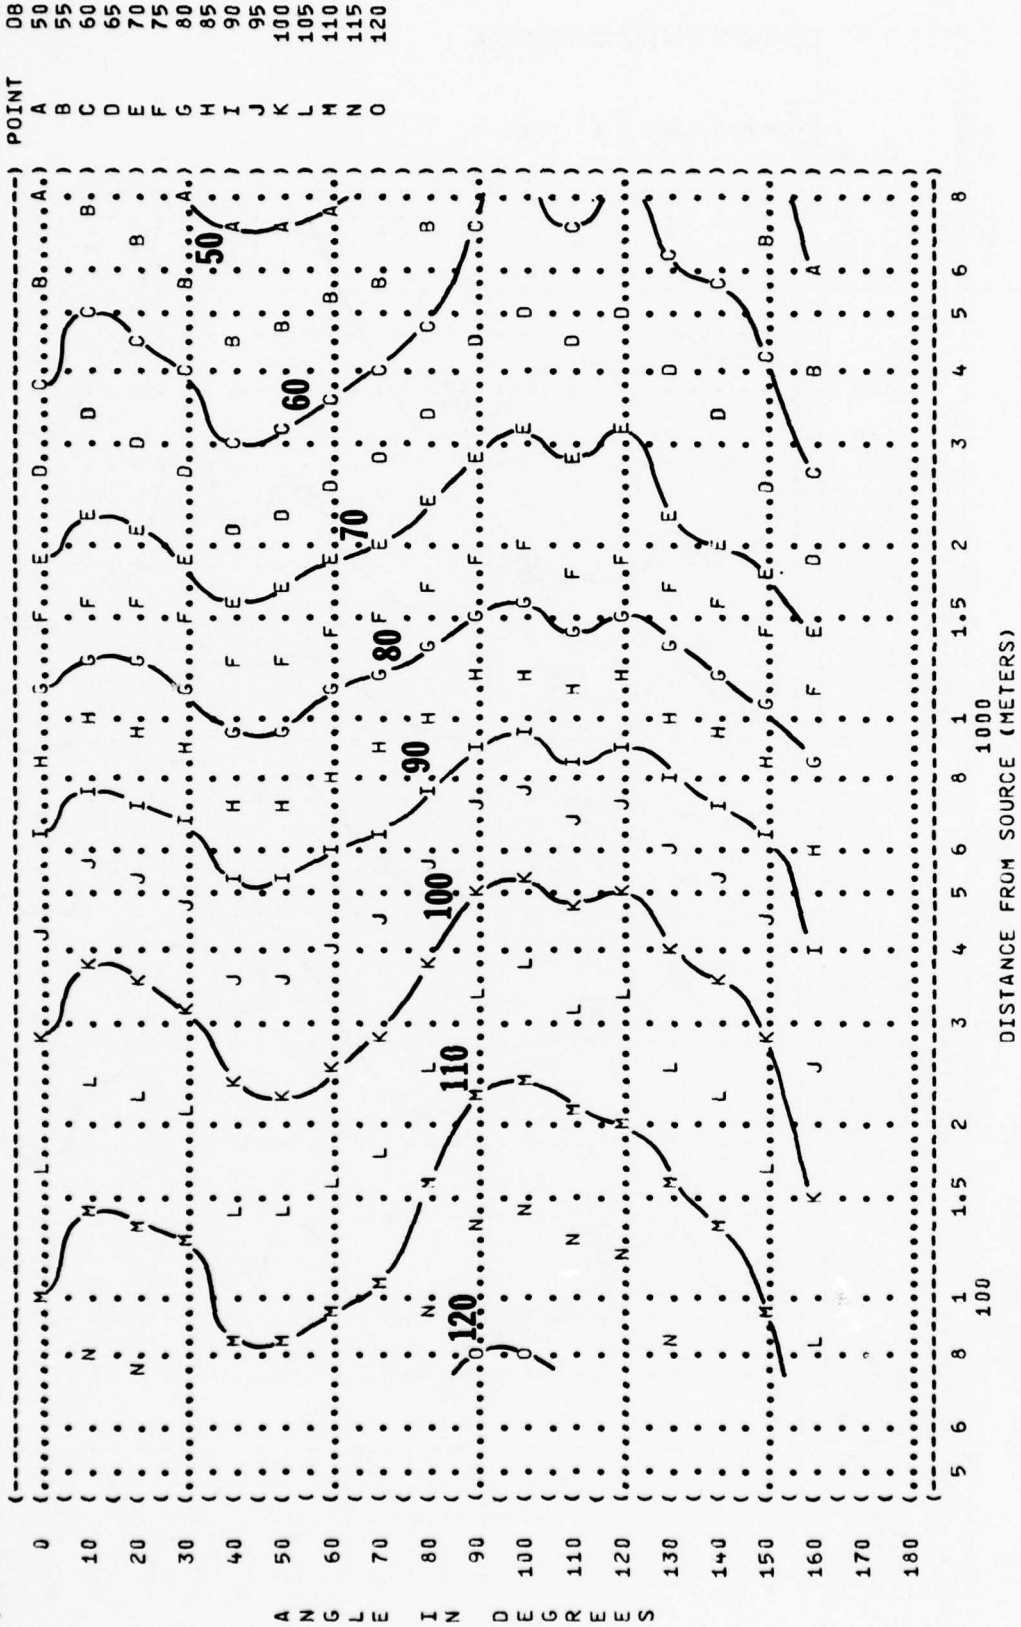 POINT DB
0 M L K J I H G F E D C B A A 50
B 55
10 N M L K J I H G F E D C B C 60
D 65
20 N M L K J I H G F E D C B E 70
F 75
30 M L K J I H G F E D C B A G 80
50 H 85
40 M L K J I H G F E D C B A I 90
J 95
A 50 M L K J I H G F E D C B A K 100
N 60 L 105
G 60 M L K J I H G F E D C B A M 110
L 70 N 115
E 70 M L K J I H G F E D C B O 120
80
90
I 80 N M L K J I H G F E D C B
100
N 110
120
90 O N M L K J I H G F E D C
D
E 100 O N M L K J I H G F E D
G
R 110 N M L K J I H G F E D C
E
E 120 N M L K J I H G F E D
S
130 N M L K J I H G F E D C
140 M L K J I H G F E D C
150 M L K J I H G F E D C B
160 L K J I H G F E D C B A
170
180
5 6 8 1 1.5 2 3 4 5 6 8 1 1.5 2 3 4 5 6 8
100 1000
DISTANCE FROM SOURCE (METERS)